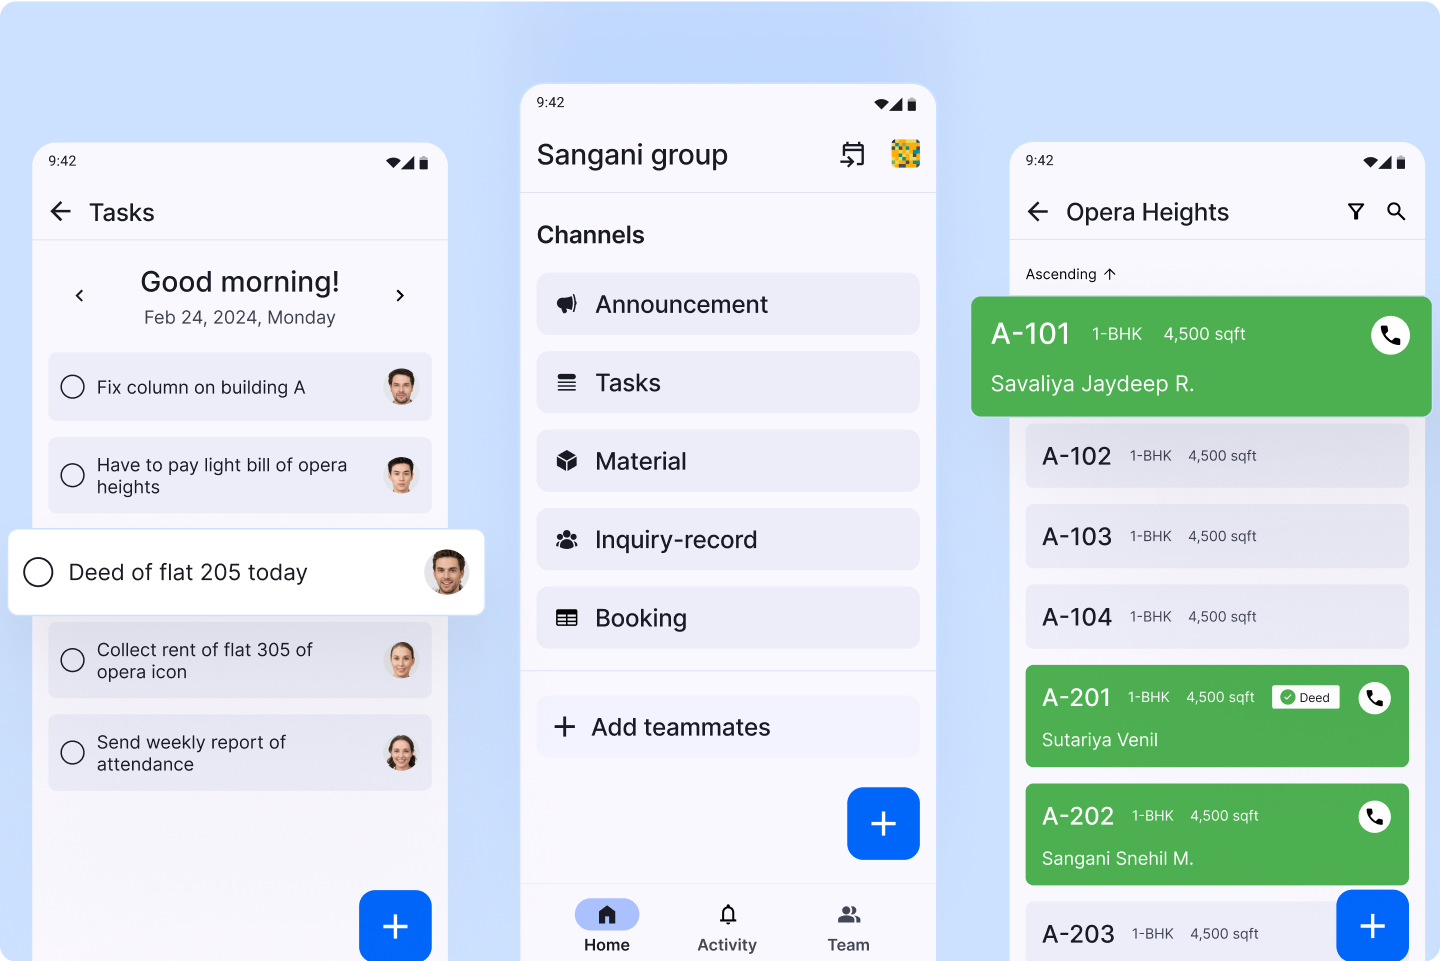 9:42
Tasks
Good morning!
Feb 24, 2024, Monday
Fix column on building A
Have to pay light bill of opera
heights
Deed of flat 205 today
Collect rent of flat 305 of
opera icon
Send weekly report of
attendance
9:42
Sangani group
Channels
Announcement
Tasks
Material
Inquiry-record
Booking
Add teammates
Home
Activity
Team
9:42
Opera Heights
Ascending
A-101 1-BHK 4,500 sqft
Savaliya Jaydeep R.
A-102 1-BHK 4,500 sqft
A-103 1-BHK 4,500 sqft
A-104 1-BHK 4,500 sqft
A-201 1-BHK 4,500 sqft Deed
Sutariya Venil
A-202 1-BHK 4,500 sqft
Sangani Snehil M.
A-203 1-BHK 4,500 sqft